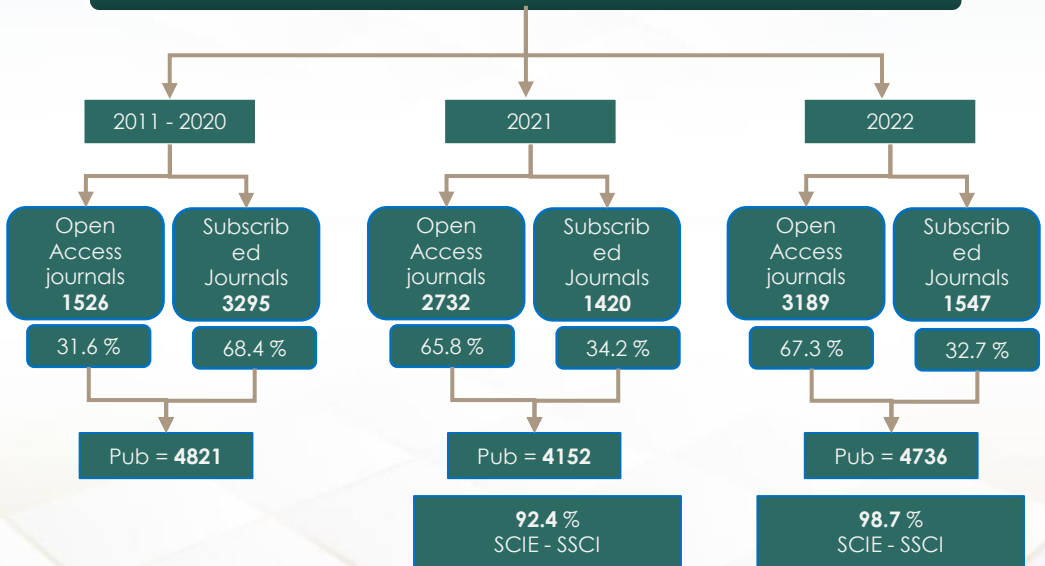 2011 - 2020
2021
2022
Open
Access
journals
1526
Subscrib
ed
Journals
3295
Open
Access
journals
2732
Subscrib
ed
Journals
1420
Open
Access
journals
3189
Subscrib
ed
Journals
1547
31.6 %
68.4 %
65.8 %
34.2 %
67.3 %
32.7 %
Pub = 4821
Pub = 4152
Pub = 4736
92.4 %
SCIE - SSCI
98.7 %
SCIE - SSCI